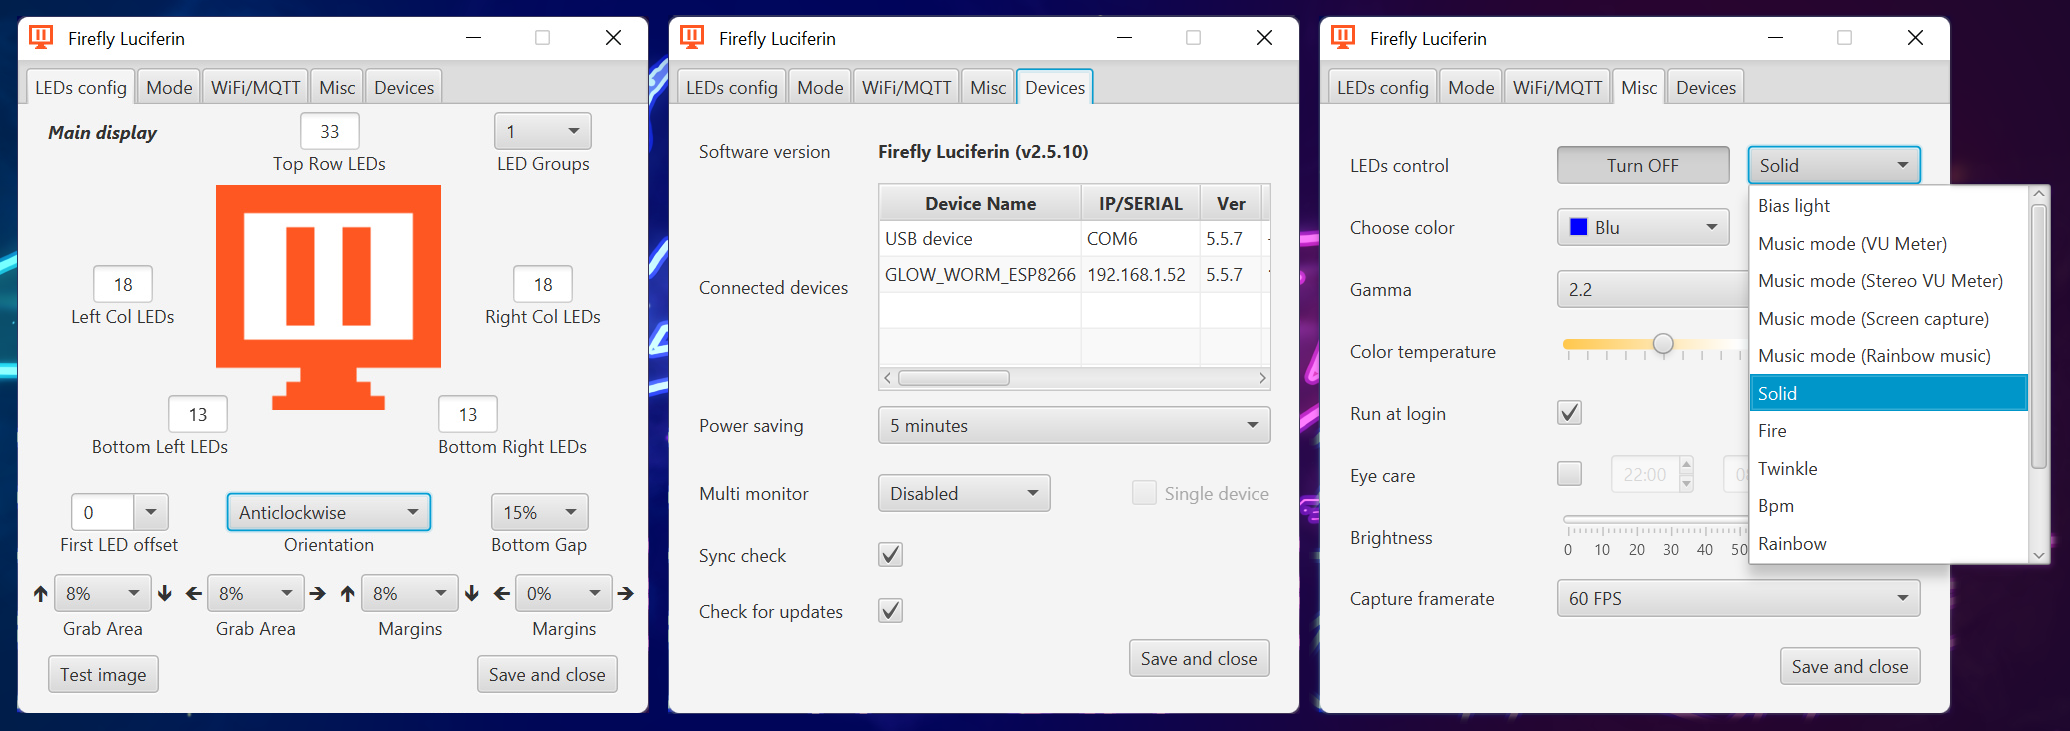 Firefly Luciferin
LEDs config Mode WiFi/MQTT Misc Devices
Main display
33
Top Row LEDs
1
LED Groups
18
Left Col LEDs
18
Right Col LEDs
13
Bottom Left LEDs
13
Bottom Right LEDs
0
First LED offset
Anticlockwise
Orientation
15%
Bottom Gap
8% 8% 8% 0%
Grab Area Grab Area Margins Margins
Test image Save and close
Firefly Luciferin
LEDs config Mode WiFi/MQTT Misc Devices
Software version Firefly Luciferin (v2.5.10)
Connected devices
Device Name IP/SERIAL Ver
USB device COM6 5.5.7
GLOW_WORM_ESP8266 192.168.1.52 5.5.7
Power saving 5 minutes
Multi monitor Disabled Single device
Sync check
Check for updates
Save and close
Firefly Luciferin
LEDs config Mode WiFi/MQTT Misc Devices
LEDs control Turn OFF Solid
Choose color Blu
Gamma 2.2
Color temperature
Run at login
Eye care 22:00
Brightness
0 10 20 30 40 50
Capture framerate 60 FPS
Save and close
Bias light
Music mode (VU Meter)
Music mode (Stereo VU Meter)
Music mode (Screen capture)
Music mode (Rainbow music)
Solid
Fire
Twinkle
Bpm
Rainbow